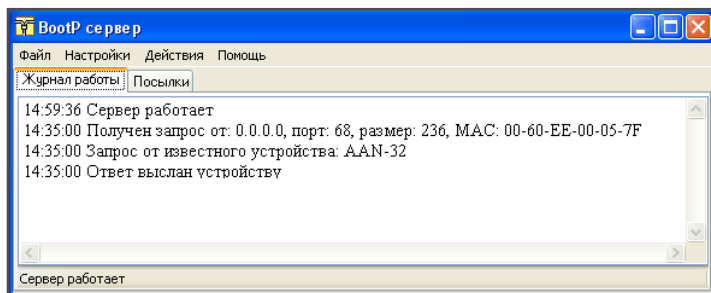 BootP сервер
Файл Настройки Действия Помощь
Журнал работы Посылки
14:59:36 Сервер работает
14:35:00 Получен запрос от: 0.0.0.0, порт: 68, размер: 236, MAC: 00-60-EE-00-05-7F
14:35:00 Запрос от известного устройства: AAN-32
14:35:00 Ответ выслан устройству
Сервер работает